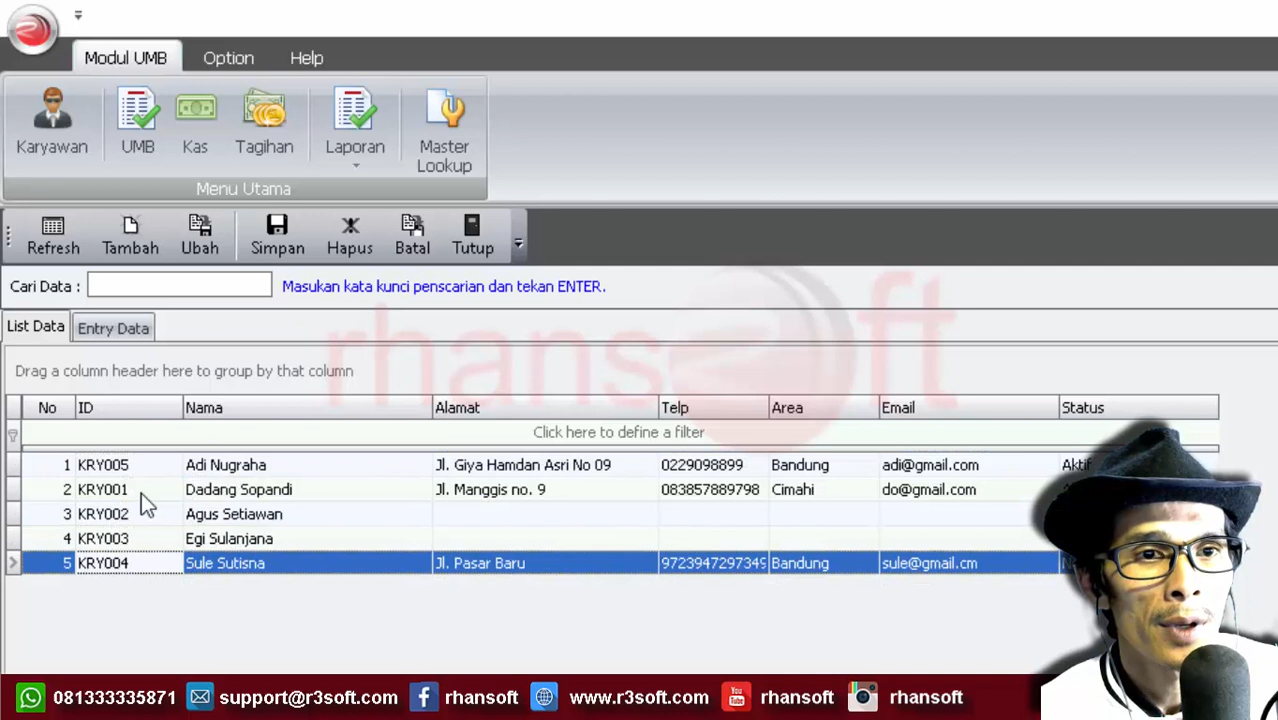 Modul UMB Option Help
Karyawan UMB Kas Tagihan Laporan Master Lookup
Menu Utama
Refresh Tambah Ubah Simpan Hapus Batal Tutup
Cari Data : Masukan kata kunci penscarian dan tekan ENTER.
List Data Entry Data
rhansoft
Drag a column header here to group by that column
No ID Nama Alamat Telp Area Email Status
Click here to define a filter
1 KRY005 Adi Nugraha Jl. Giya Hamdan Asri No 09 0229098899 Bandung adi@gmail.com Aktif
2 KRY001 Dadang Sopandi Jl. Manggis no. 9 083857889798 Cimahi do@gmail.com
3 KRY002 Agus Setiawan
4 KRY003 Egi Sulanjana
5 KRY004 Sule Sutisna Jl. Pasar Baru 9723947297349 Bandung sule@gmail.cm
081333335871 support@r3soft.com rhansoft www.r3soft.com rhansoft rhansoft